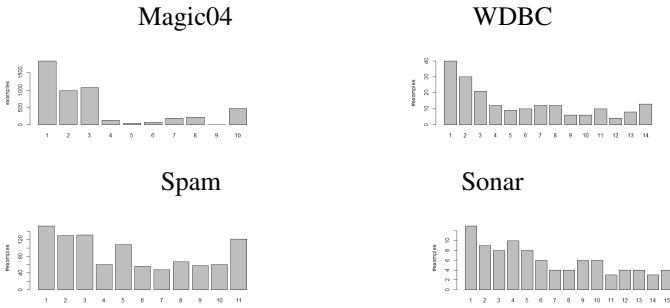 Magic04
WDBC
examples
0 500 1000 1500
1 2 3 4 5 6 7 8 9 10
#examples
0 10 20 30 40
1 2 3 4 5 6 7 8 9 10 11 12 13 14
Spam
Sonar
#examples
0 40 80 120
1 2 3 4 5 6 7 8 9 10 11
#examples
0 2 4 6 8 10
1 2 3 4 5 6 7 8 9 10 11 12 13 14 15